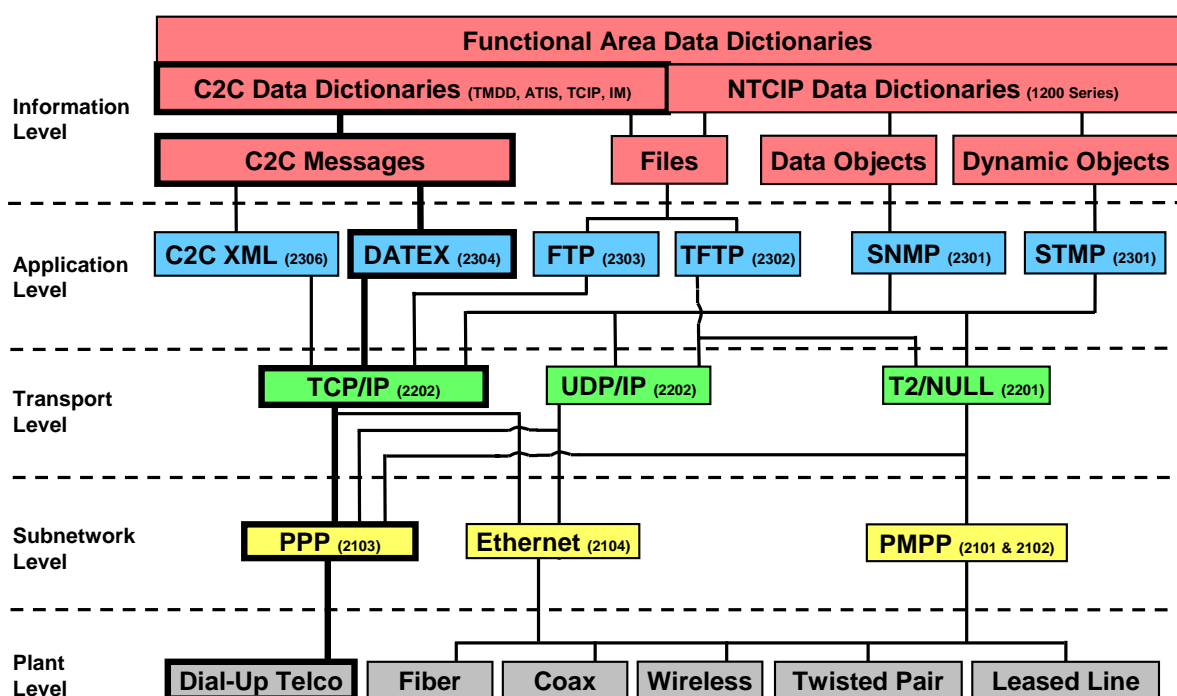 Functional Area Data Dictionaries
C2C Data Dictionaries (TMDD, ATIS, TCIP, IM)
NTCIP Data Dictionaries (1200 Series)
Information
Level
C2C Messages
Files
Data Objects
Dynamic Objects
Application
Level
C2C XML (2306)
DATEX (2304)
FTP (2303)
TFTP (2302)
SNMP (2301)
STMP (2301)
Transport
Level
TCP/IP (2202)
UDP/IP (2202)
T2/NULL (2201)
Subnetwork
Level
PPP (2103)
Ethernet (2104)
PMPP (2101 & 2102)
Plant
Level
Dial-Up Telco
Fiber
Coax
Wireless
Twisted Pair
Leased Line